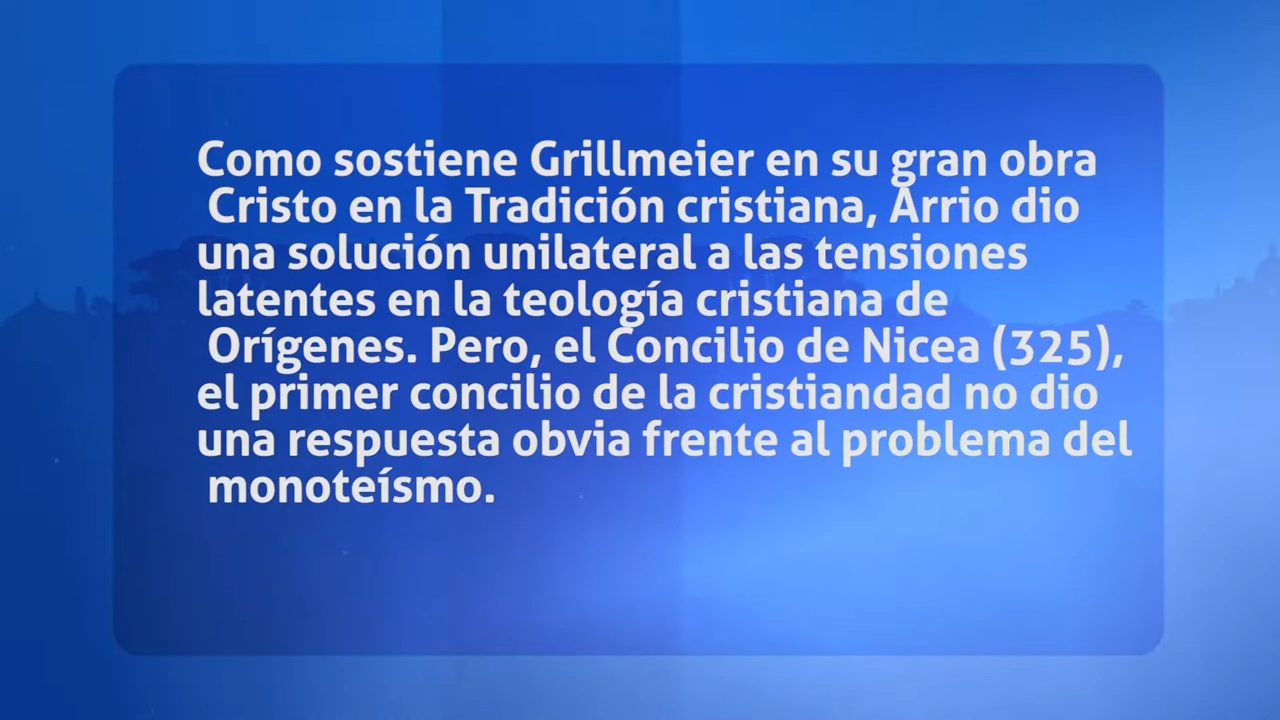 Como sostiene Grillmeier en su gran obra
Cristo en la Tradición cristiana, Arrio dio
una solución unilateral a las tensiones
latentes en la teología cristiana de
Orígenes. Pero, el Concilio de Nicea (325),
el primer concilio de la cristiandad no dio
una respuesta obvia frente al problema del
monoteísmo.